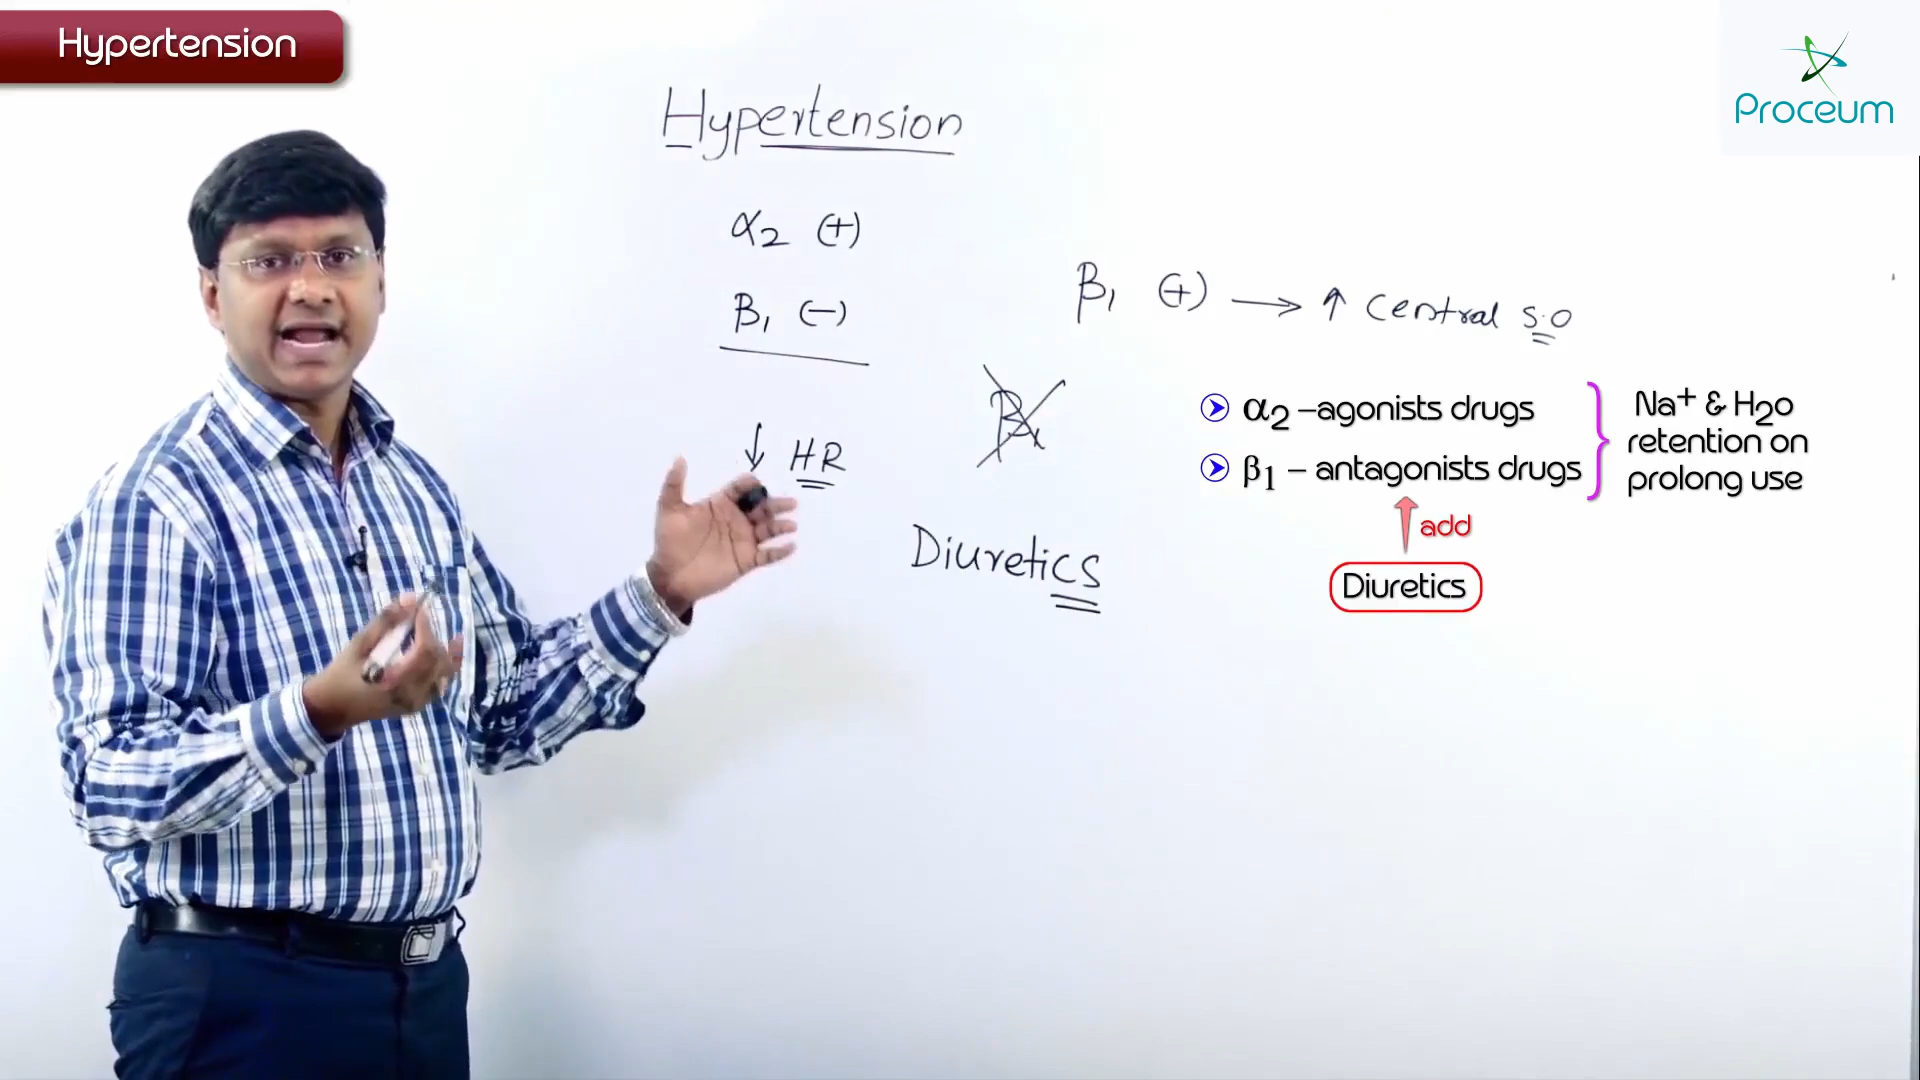 Hypertension
Proceum
Hypertension
α2 (+)
β1 (−)
β1 (+) → ↑ Central S.O
↓ HR
β1
Diuretics
α2 –agonists drugs
β1 – antagonists drugs
Na+ & H2o
retention on
prolong use
add
Diuretics